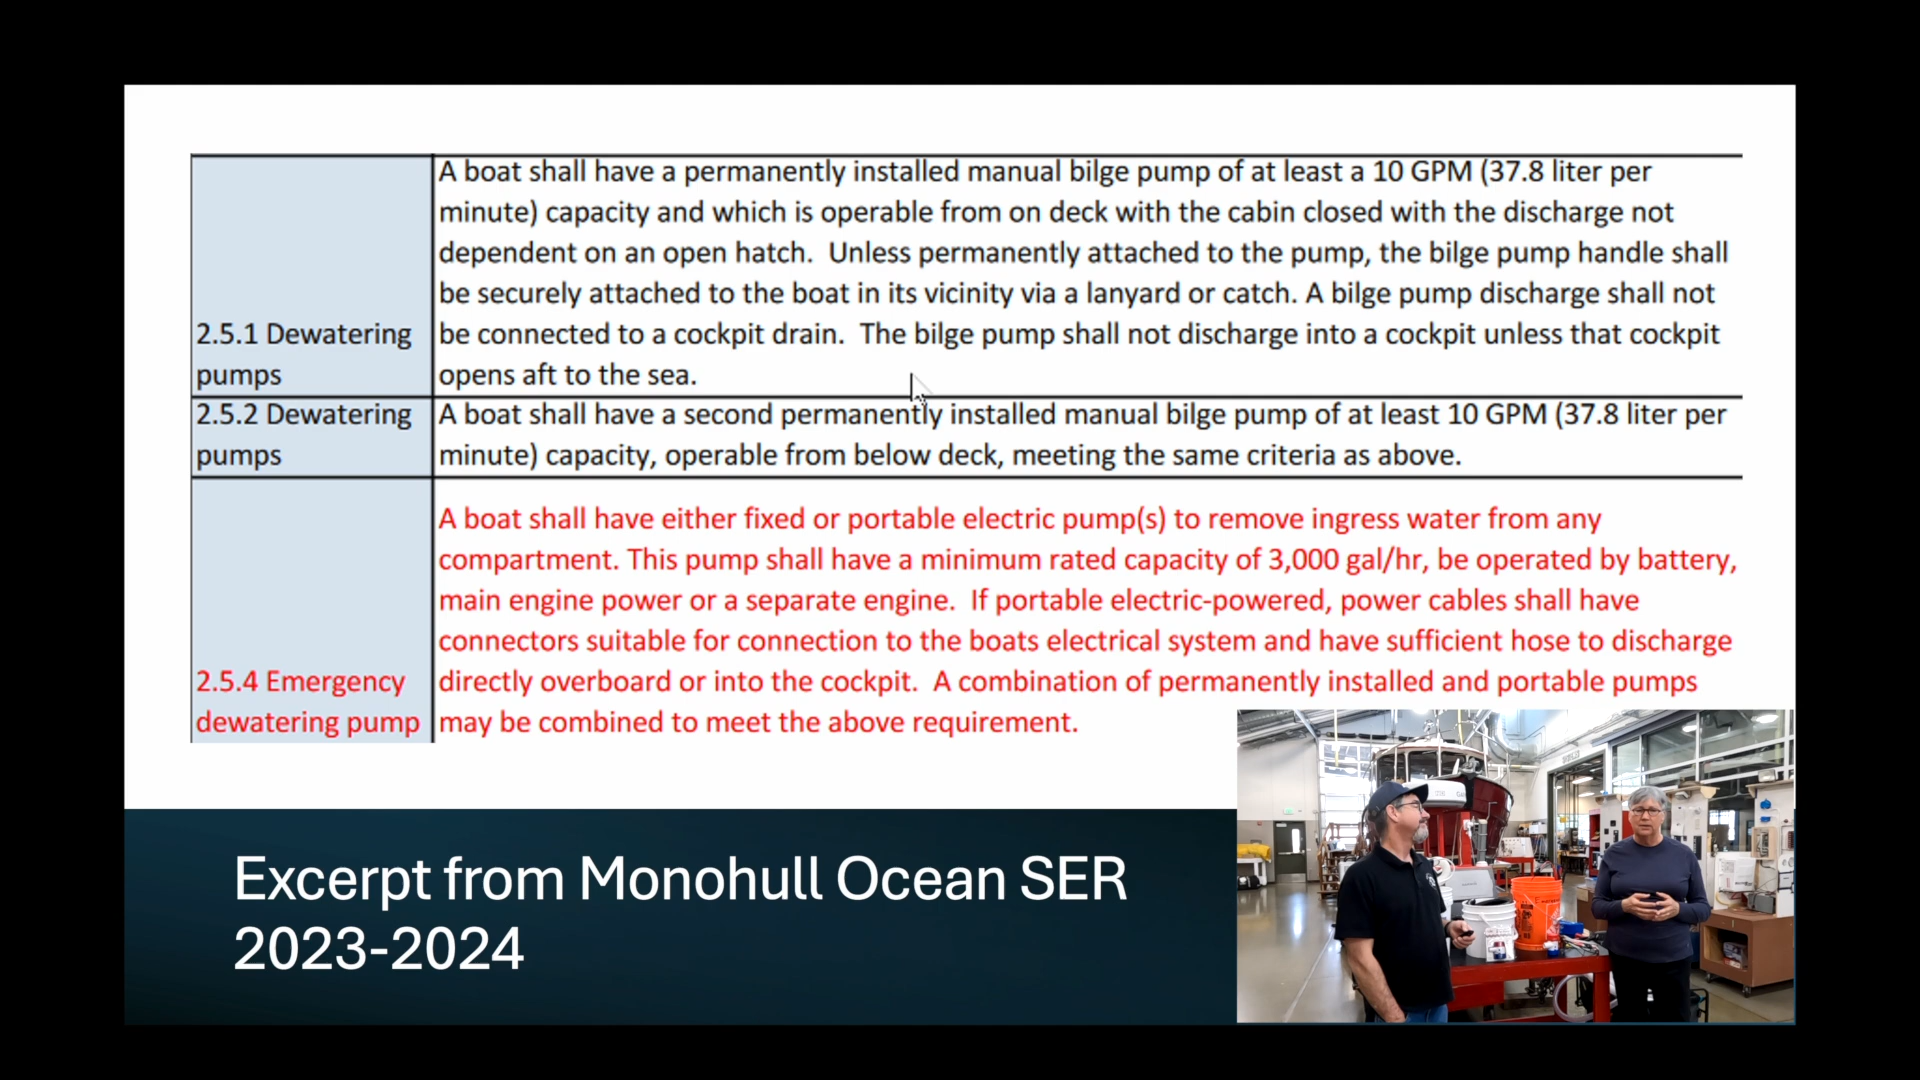 A boat shall have a permanently installed manual bilge pump of at least a 10 GPM (37.8 liter per
minute) capacity and which is operable from on deck with the cabin closed with the discharge not
dependent on an open hatch.  Unless permanently attached to the pump, the bilge pump handle shall
be securely attached to the boat in its vicinity via a lanyard or catch. A bilge pump discharge shall not
2.5.1 Dewatering be connected to a cockpit drain.  The bilge pump shall not discharge into a cockpit unless that cockpit
pumps opens aft to the sea.
2.5.2 Dewatering A boat shall have a second permanently installed manual bilge pump of at least 10 GPM (37.8 liter per
pumps minute) capacity, operable from below deck, meeting the same criteria as above.
A boat shall have either fixed or portable electric pump(s) to remove ingress water from any
compartment. This pump shall have a minimum rated capacity of 3,000 gal/hr, be operated by battery,
main engine power or a separate engine.  If portable electric-powered, power cables shall have
connectors suitable for connection to the boats electrical system and have sufficient hose to discharge
2.5.4 Emergency directly overboard or into the cockpit.  A combination of permanently installed and portable pumps
dewatering pump may be combined to meet the above requirement.
Excerpt from Monohull Ocean SER
2023-2024